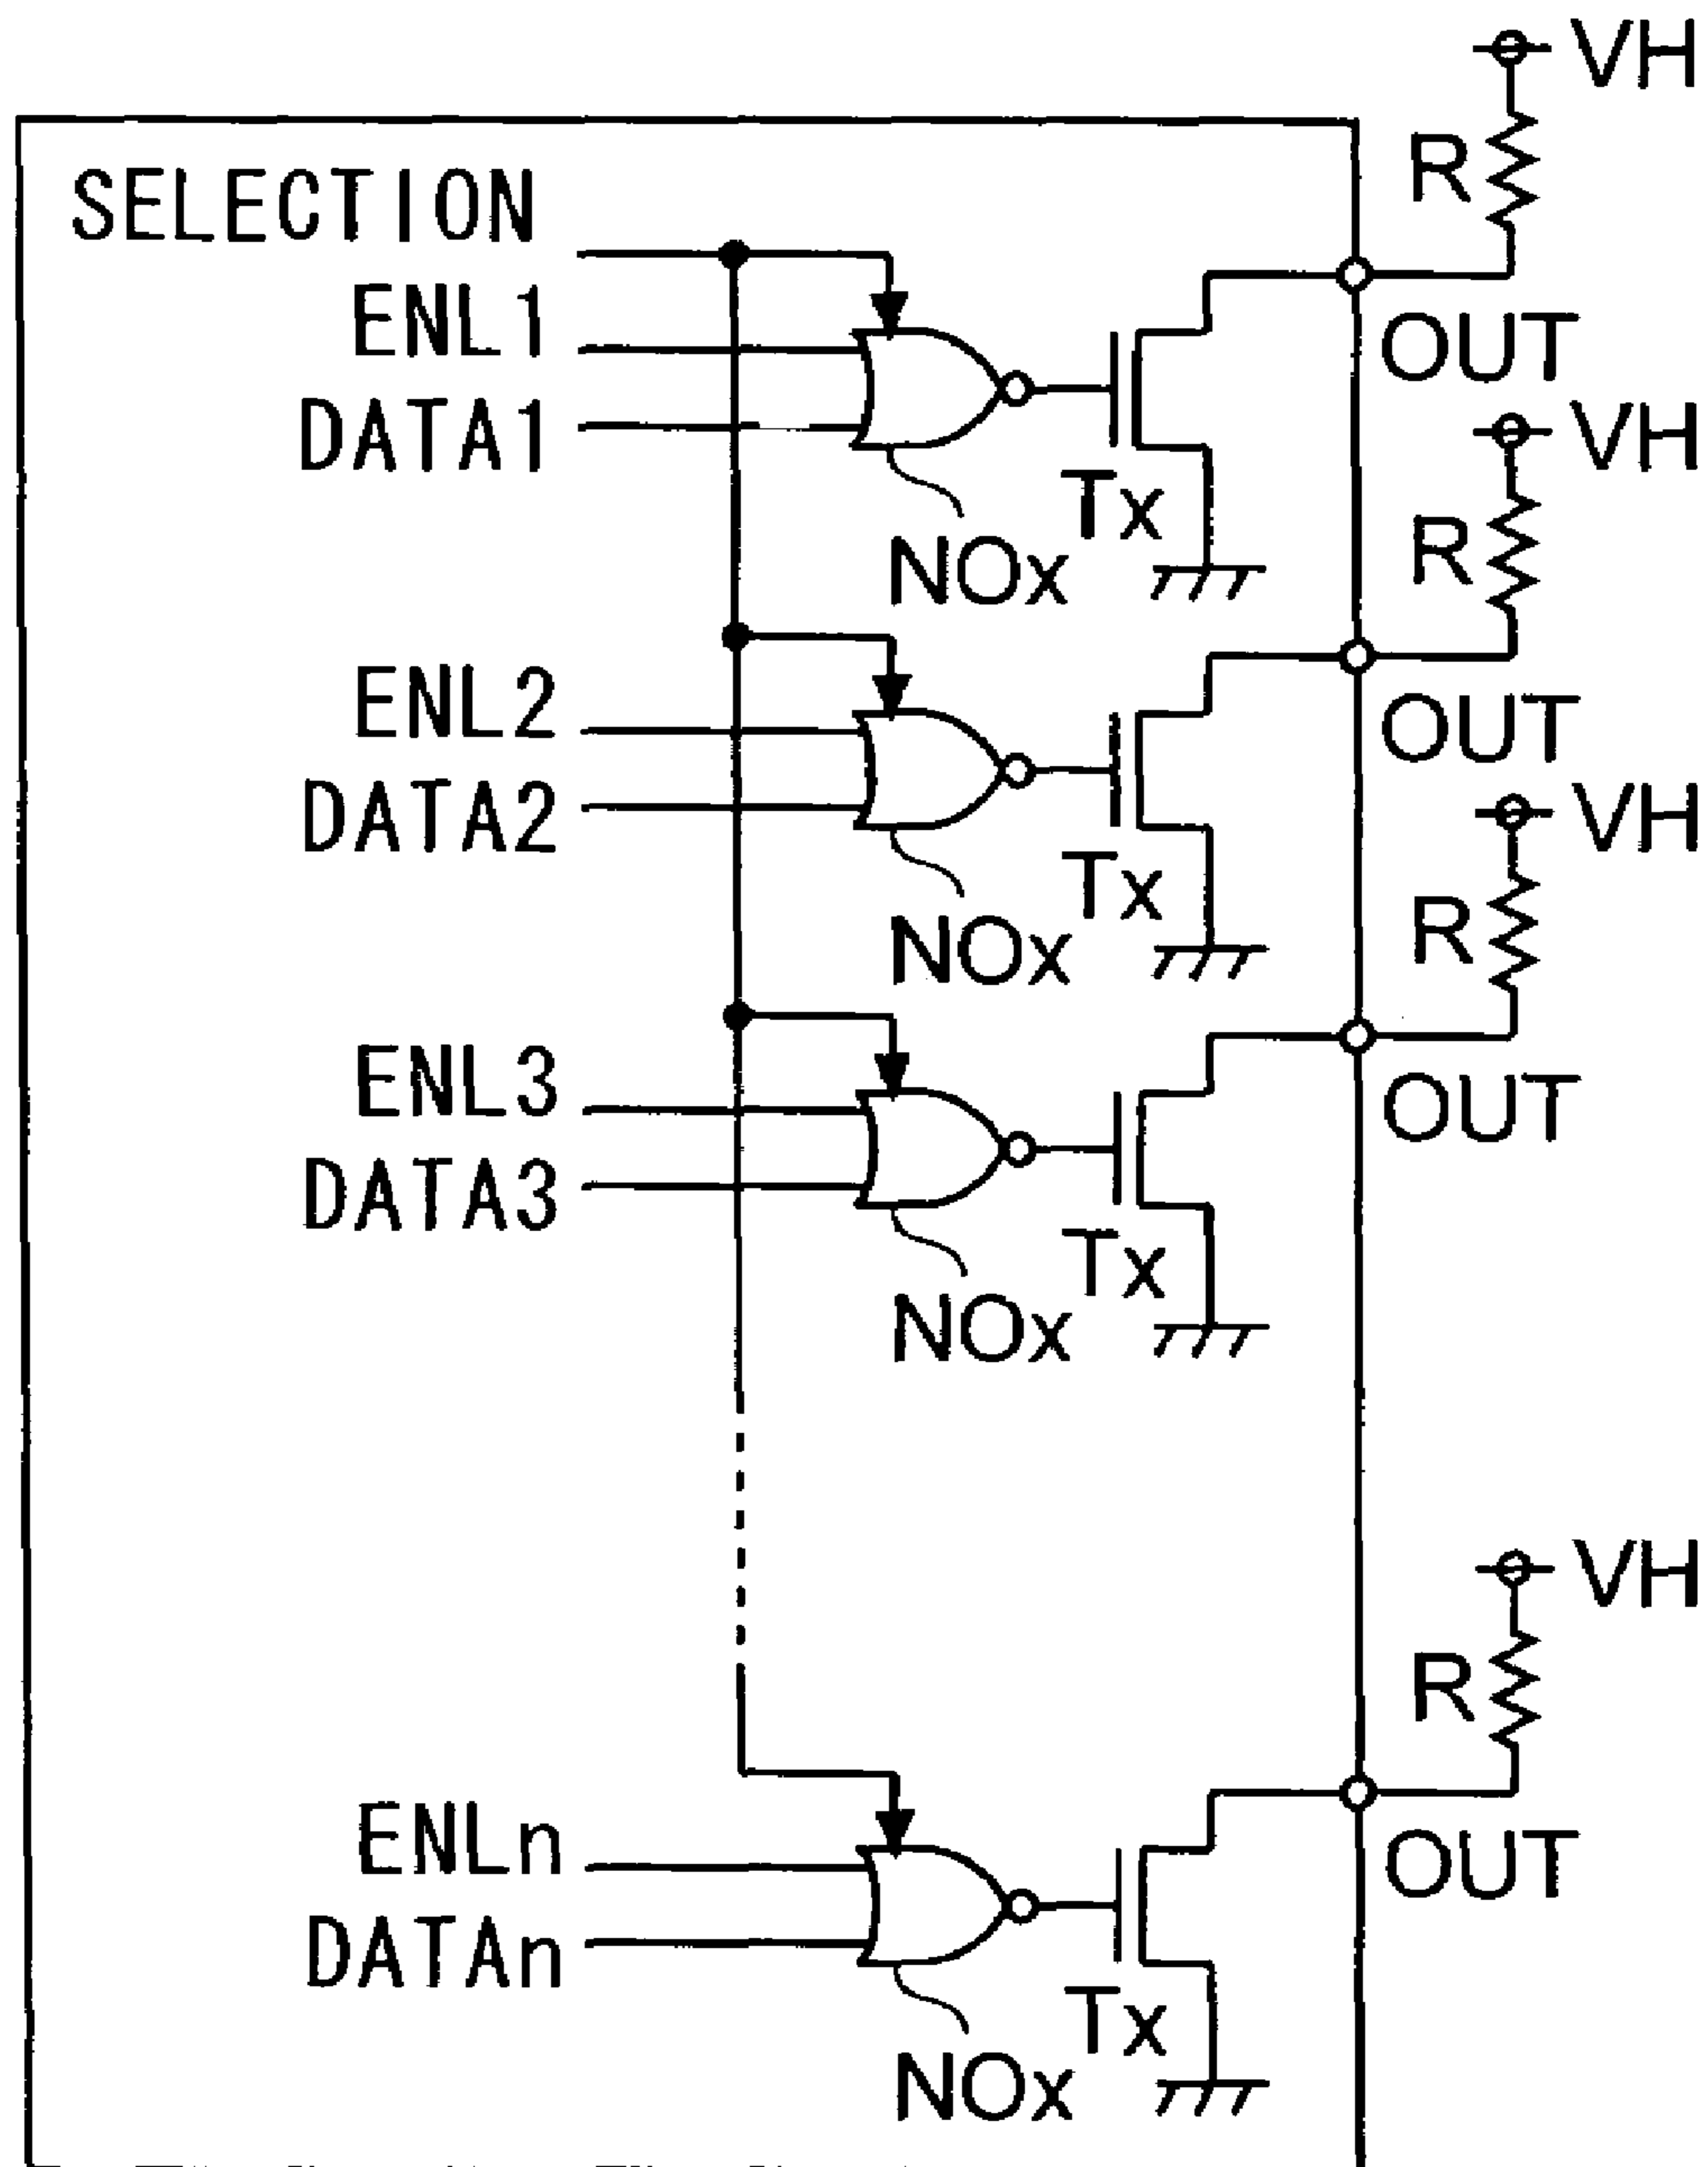 VH
R
SELECTION
ENL1
OUT
DATA1
VH
Tx
R
NOx
ENL2
OUT
DATA2
VH
Tx
R
NOx
ENL3
OUT
DATA3
Tx
NOx
VH
R
ENLn
OUT
DATAn
Tx
NOx